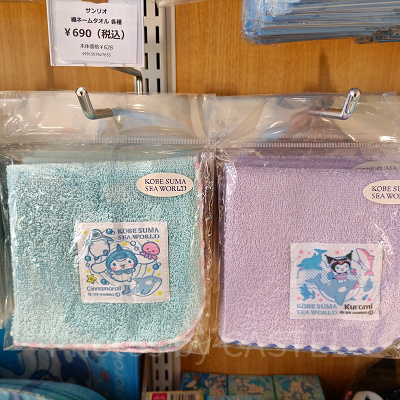 サンリオ
織ネームタオル 各種
￥690（税込）
本体価格￥628
KOBE SUMA
SEA WORLD
KOBE SUMA
SEA WORLD
Cinnamoroll
KOBE SUMA
SEA WORLD
Kuromi
KOBE SUMA
SEA WORLD